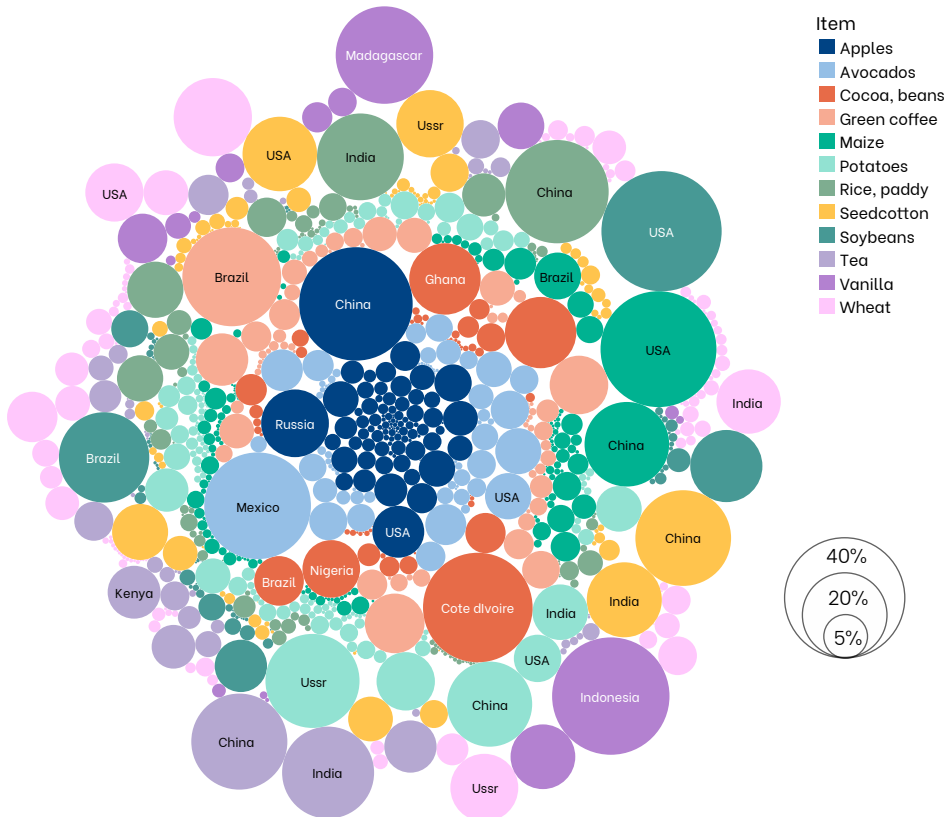 Item
Apples
Avocados
Cocoa, beans
Green coffee
Maize
Potatoes
Rice, paddy
Seedcotton
Soybeans
Tea
Vanilla
Wheat
Madagascar
Ussr
USA
India
China
USA
USA
Brazil
Ghana
Brazil
China
USA
India
Russia
China
Brazil
Mexico
USA
USA
China
Nigeria
Brazil
Kenya
Cote dIvoire
India
India
USA
Ussr
Indonesia
China
China
India
Ussr
40%
20%
5%